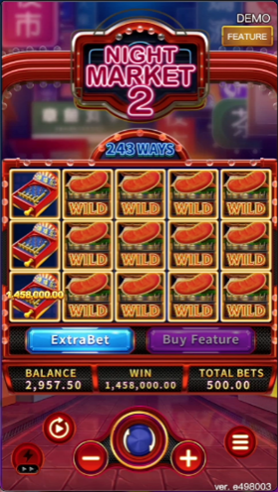 DEMO
FEATURE
NIGHT
MARKET
2
243 WAYS
WILD WILD WILD WILD
WILD WILD WILD WILD
1,458,000.00 WILD WILD WILD WILD
ExtraBet Buy Feature
BALANCE WIN TOTAL BETS
2,957.50 1,458,000.00 500.00
ver. e498003